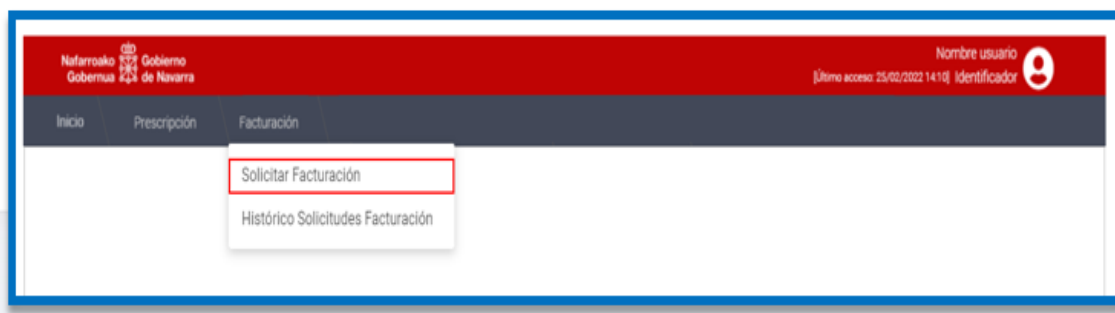 Nafarroako Gobernua
Gobierno de Navarra
Nombre usuario
[Último acceso: 25/02/2022 14:10] Identificador
Inicio Prescripción Facturación
Solicitar Facturación
Histórico Solicitudes Facturación